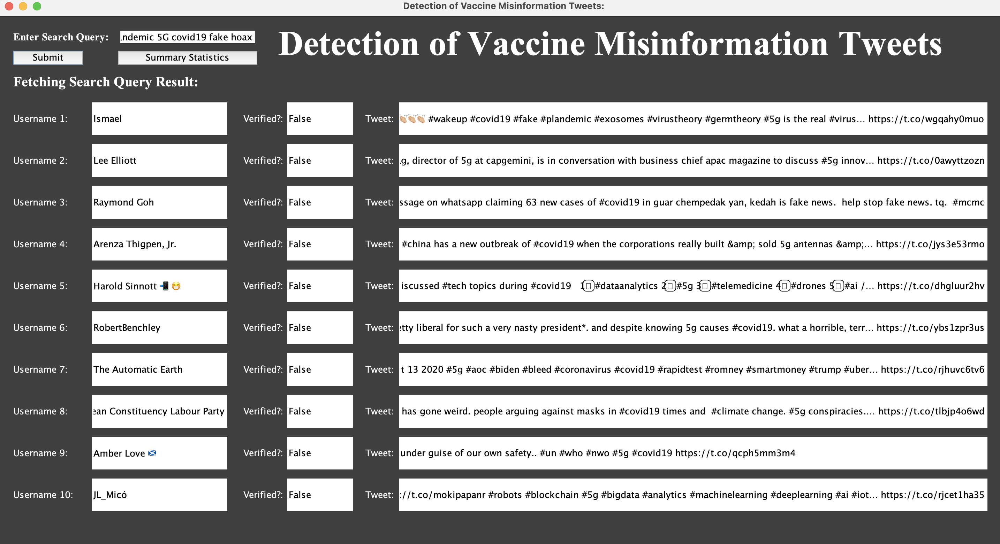 Detection of Vaccine Misinformation Tweets:
Enter Search Query: 5G covid19 fake hoax
Detection of Vaccine Misinformation Tweets
Submit Summary Statistics
Fetching Search Query Result:
Username 1: Ismael Verified?: False Tweet: 👏🏼👏🏼👏🏼 #wakeup #covid19 #fake #plandemic #exosomes #virustheory #germtheory #5g is the real #virus… https://t.co/wgqahy0muo
Username 2: Lee Elliott Verified?: False Tweet: director of 5g at capgemini, is in conversation with business chief apac magazine to discuss #5g innov… https://t.co/0awyttzozn
Username 3: Raymond Goh Verified?: False Tweet: ssage on whatsapp claiming 63 new cases of #covid19 in guar chempedak yan, kedah is fake news. help stop fake news. tq. #mcmc
Username 4: Arenza Thigpen, Jr. Verified?: False Tweet: #china has a new outbreak of #covid19 when the corporations really built &amp; sold 5g antennas &amp;… https://t.co/jys3e53rmo
Username 5: Harold Sinnott 📲 😷 Verified?: False Tweet: iscussed #tech topics during #covid19 1⃣#dataanalytics 2⃣#5g 3⃣#telemedicine 4⃣#drones 5⃣#ai /… https://t.co/dhgluur2hv
Username 6: RobertBenchley Verified?: False Tweet: tty liberal for such a very nasty president*. and despite knowing 5g causes #covid19. what a horrible, terr… https://t.co/ybs1zpr3us
Username 7: The Automatic Earth Verified?: False Tweet: t 13 2020 #5g #aoc #biden #bleed #coronavirus #covid19 #rapidtest #romney #smartmoney #trump #uber… https://t.co/rjhuvc6tv6
Username 8: ean Constituency Labour Party Verified?: False Tweet: has gone weird. people arguing against masks in #covid19 times and #climate change. #5g conspiracies.… https://t.co/tlbjp4o6wd
Username 9: Amber Love 🏴󠁧󠁢󠁳󠁣󠁴󠁿 Verified?: False Tweet: under guise of our own safety.. #un #who #nwo #5g #covid19 https://t.co/qcph5mm3m4
Username 10: JL_Micó Verified?: False Tweet: ://t.co/mokipapanr #robots #blockchain #5g #bigdata #analytics #machinelearning #deeplearning #ai #iot… https://t.co/rjcet1ha35